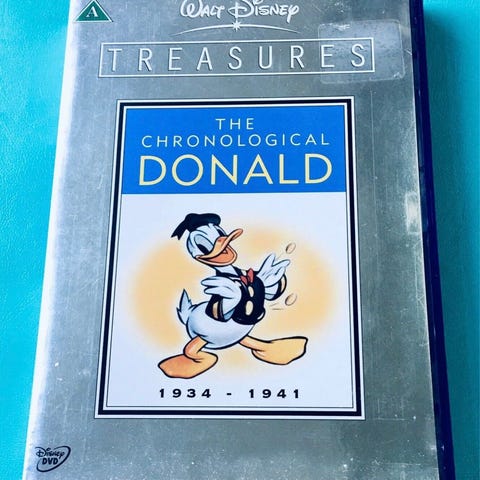 A
WALT DISNEY
TREASURES
THE
CHRONOLOGICAL
DONALD
1934 - 1941
Disney
DVD